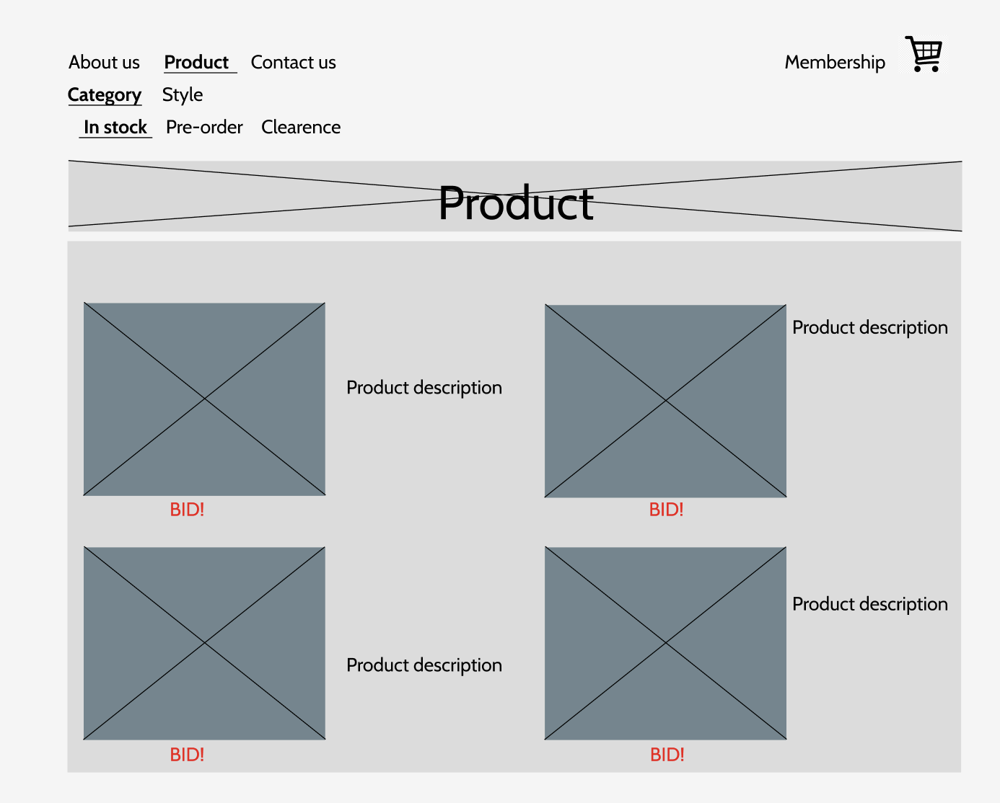 About us Product Contact us Membership
Category Style
In stock Pre-order Clearence
Product
Product description
Product description
BID! BID!
Product description
Product description
BID! BID!